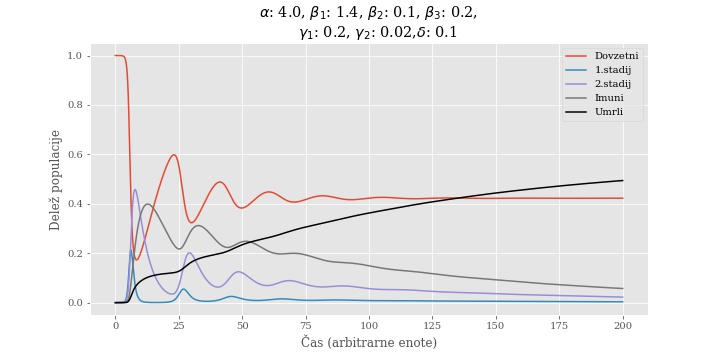 α: 4.0, β₁: 1.4, β₂: 0.1, β₃: 0.2,
γ₁: 0.2, γ₂: 0.02,δ: 0.1
Delež populacije
1.0
0.8
0.6
0.4
0.2
0.0
Dovzetni
1.stadij
2.stadij
Imuni
Umrli
0 25 50 75 100 125 150 175 200
Čas (arbitrarne enote)